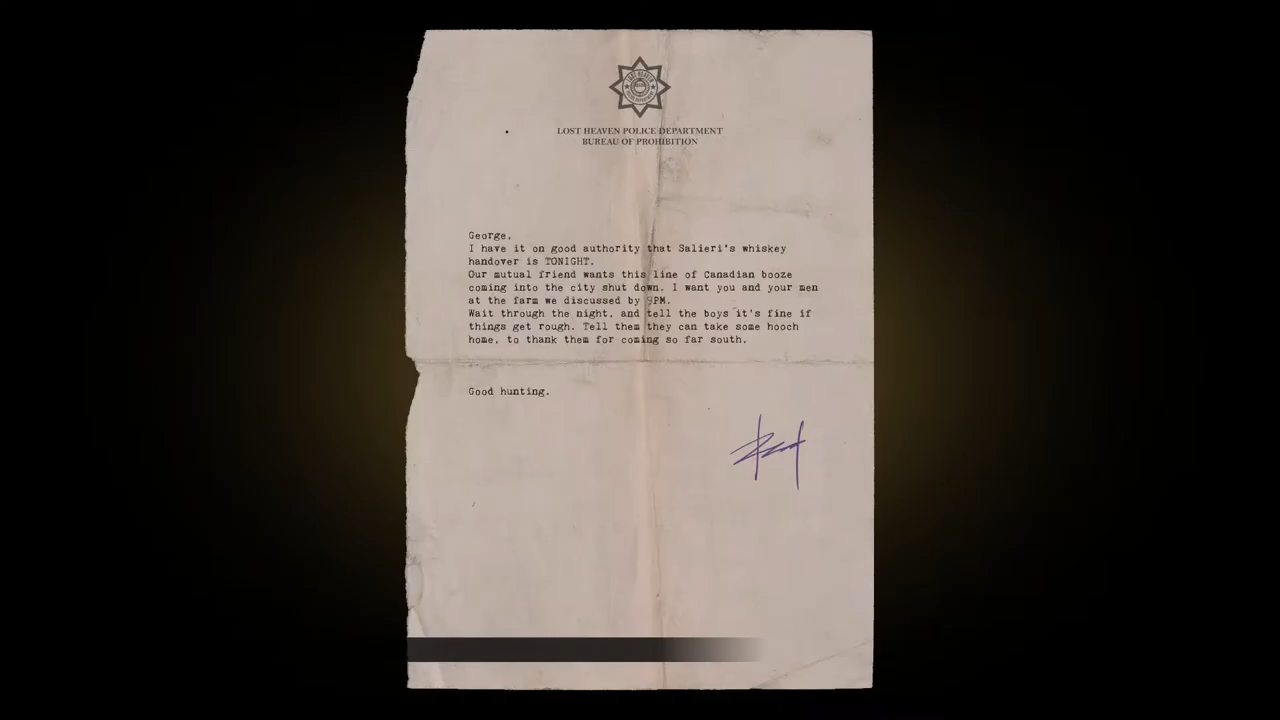 LOST HEAVEN POLICE DEPARTMENT
BUREAU OF PROHIBITION
George,
I have it on good authority that Salieri's whiskey
handover is TONIGHT.
Our mutual friend wants this line of Canadian booze
coming into the city shut down. I want you and your men
at the farm we discussed by 9PM.
Wait through the night, and tell the boys it's fine if
things get rough. Tell them they can take some hooch
home, to thank them for coming so far south.
Good hunting.